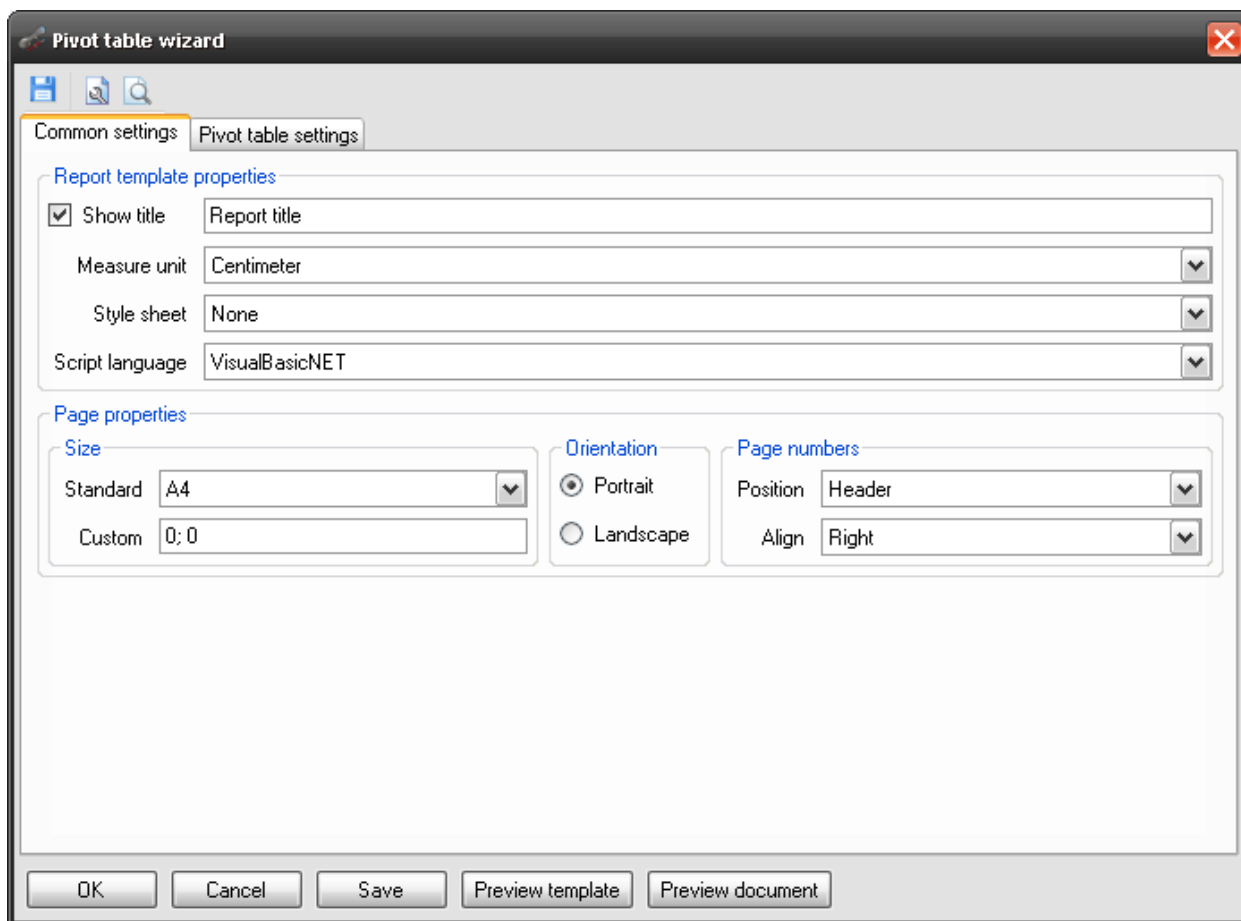 Pivot table wizard
Common settings Pivot table settings
Report template properties
Show title Report title
Measure unit Centimeter
Style sheet None
Script language VisualBasicNET
Page properties
Size Orientation Page numbers
Standard A4 Portrait Position Header
Custom 0; 0 Landscape Align Right
OK Cancel Save Preview template Preview document